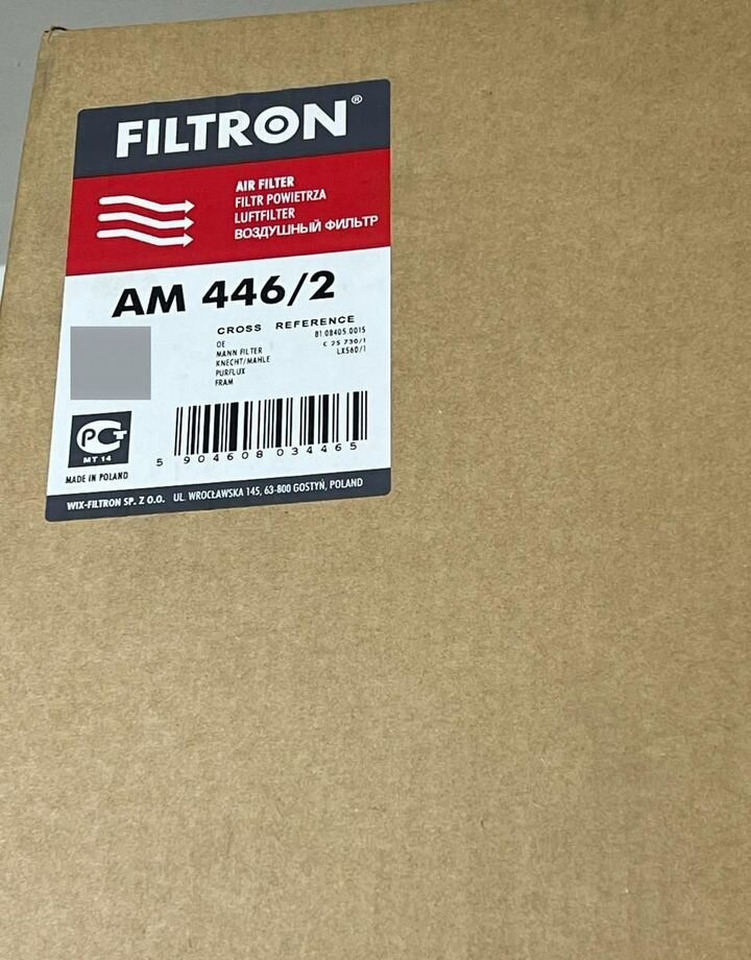 FILTRON®
AIR FILTER
FILTR POWIETRZA
LUFTFILTER
ВОЗДУШНЫЙ ФИЛЬТР
AM 446/2
CROSS REFERENCE
OE 81.08405.0015
MANN FILTER C 25 730/1
KNECHT/MAHLE LX560/1
PURFLUX
FRAM
РСТ
MT 14
MADE IN POLAND
5 904608 034465
WIX-FILTRON SP. Z O.O. UL. WROCŁAWSKA 145, 63-800 GOSTYŃ, POLAND